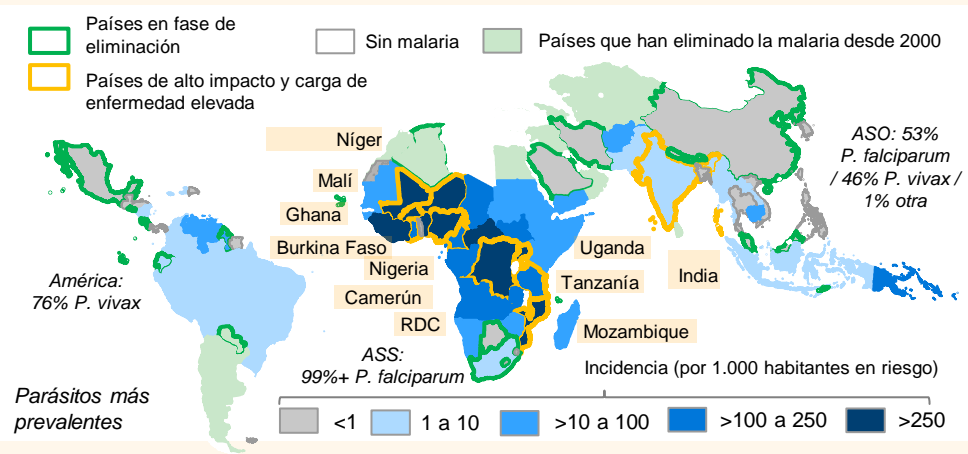 Países en fase de
eliminación
Sin malaria
Países que han eliminado la malaria desde 2000
Países de alto impacto y carga de
enfermedad elevada
Níger
Malí
Ghana
Burkina Faso
Nigeria
Camerún
RDC
Uganda
Tanzanía
Mozambique
India
ASO: 53%
P. falciparum
/ 46% P. vivax /
1% otra
América:
76% P. vivax
ASS:
99%+ P. falciparum
Parásitos más
prevalentes
Incidencia (por 1.000 habitantes en riesgo)
<1
1 a 10
>10 a 100
>100 a 250
>250